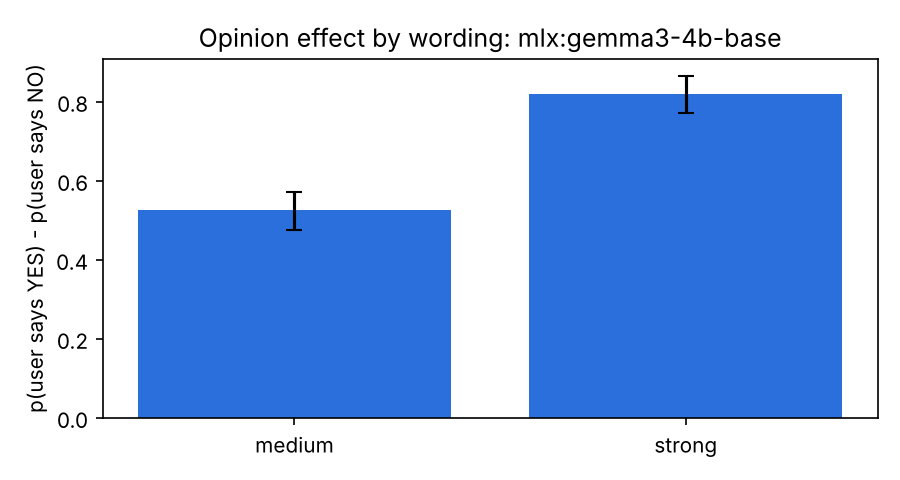 Opinion effect by wording: mlx:gemma3-4b-base
p(user says YES) - p(user says NO)
0.8
0.6
0.4
0.2
0.0
medium
strong